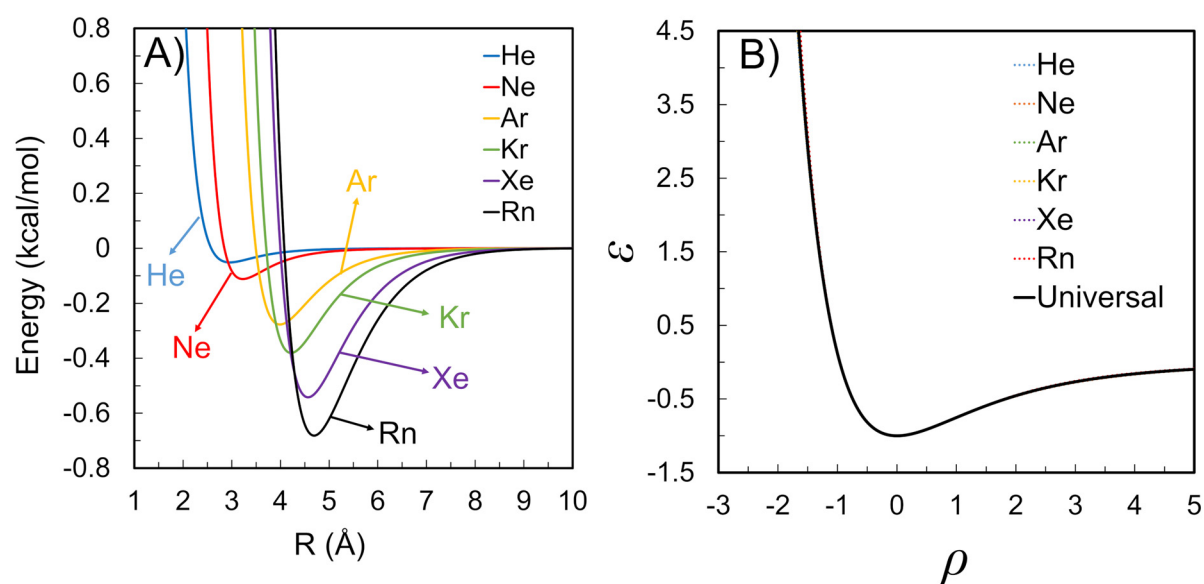 A)
Energy (kcal/mol)
0.8
0.6
0.4
0.2
0
-0.2
-0.4
-0.6
-0.8
1 2 3 4 5 6 7 8 9 10
R (Å)
He
Ne
Ar
Kr
Xe
Rn
Ar
He
Ne
Kr
Xe
Rn
B)
ε
4.5
3.5
2.5
1.5
0.5
-0.5
-1.5
-3 -2 -1 0 1 2 3 4 5
ρ
He
Ne
Ar
Kr
Xe
Rn
Universal